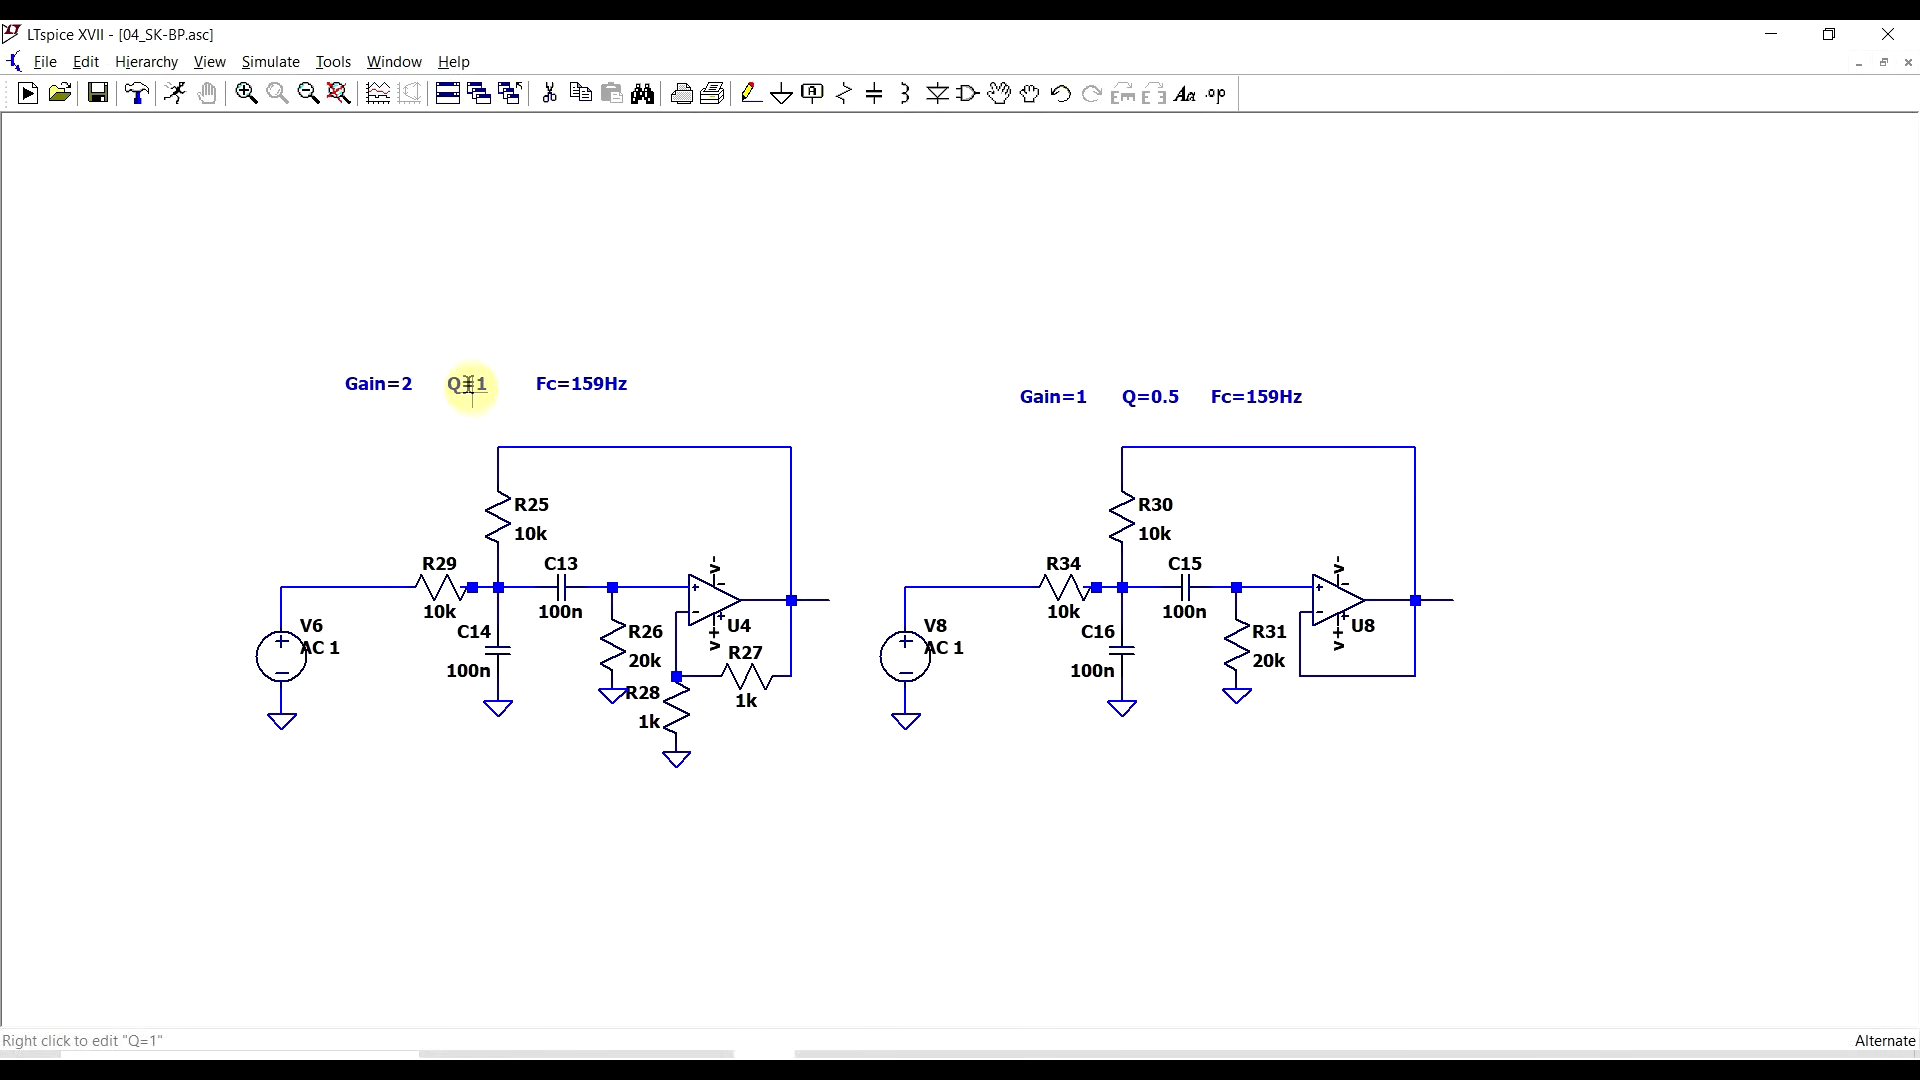 LTspice XVII - [04_SK-BP.asc]
File Edit Hierarchy View Simulate Tools Window Help
Gain=2 Q=1 Fc=159Hz
Gain=1 Q=0.5 Fc=159Hz
R25
10k
R30
10k
R29
10k
C13
100n
R34
10k
C15
100n
V6
AC 1
C14
100n
R26
20k
U4
V-
V+
R27
1k
R28
1k
V8
AC 1
C16
100n
R31
20k
U8
V-
V+
Right click to edit "Q=1"
Alternate